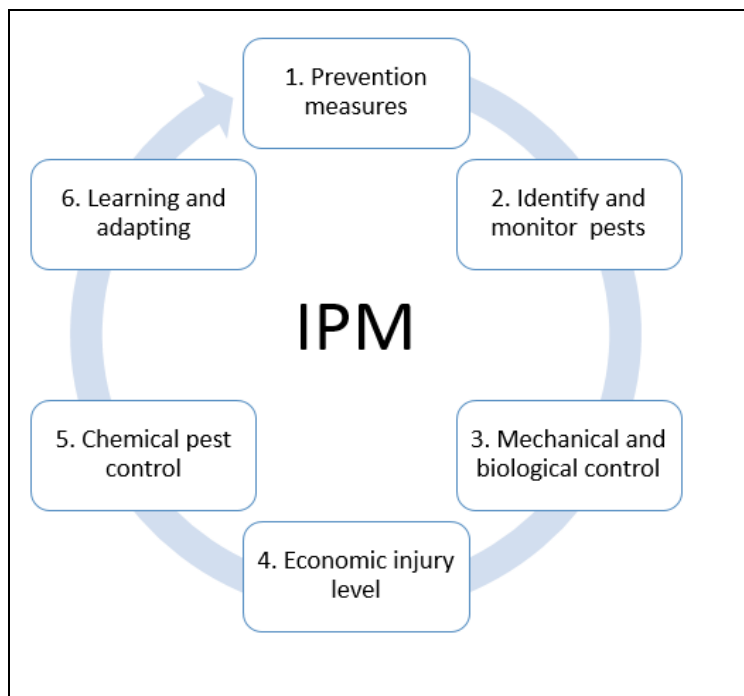 1. Prevention
measures
2. Identify and
monitor pests
3. Mechanical and
biological control
4. Economic injury
level
5. Chemical pest
control
6. Learning and
adapting
IPM